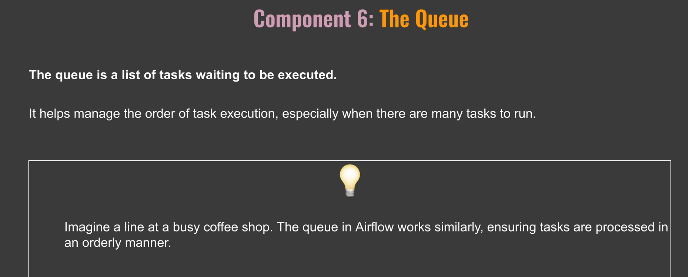 Component 6: The Queue
The queue is a list of tasks waiting to be executed.
It helps manage the order of task execution, especially when there are many tasks to run.
Imagine a line at a busy coffee shop. The queue in Airflow works similarly, ensuring tasks are processed in
an orderly manner.